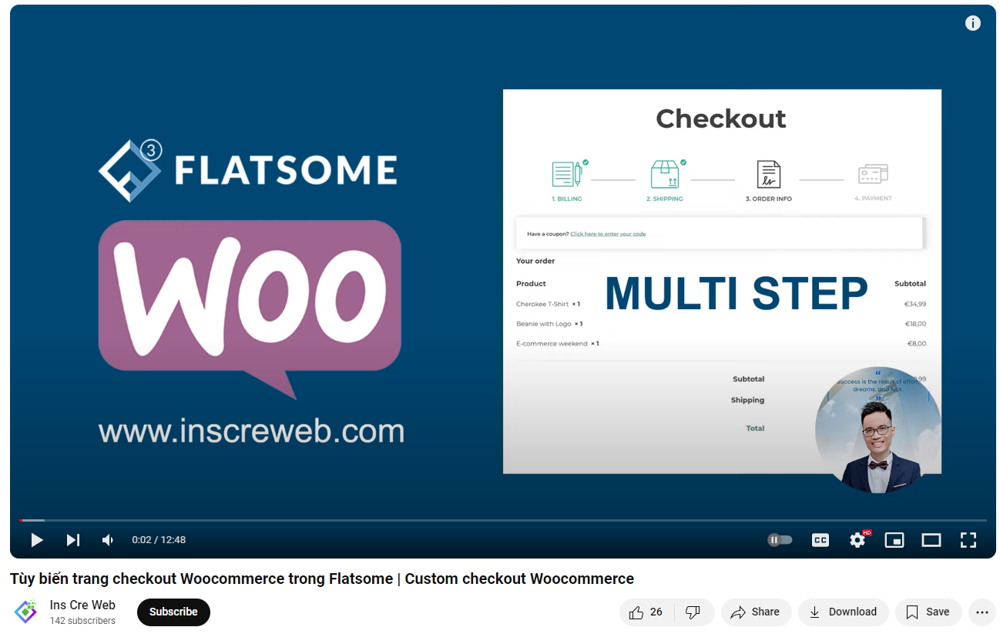 3
FLATSOME
WOO
www.inscreweb.com
Checkout
1. BILLING
2. SHIPPING
3. ORDER INFO
4. PAYMENT
Have a coupon? Click here to enter your code
Your order
Product Subtotal
MULTI STEP
Cherokee T-Shirt × 1 €34,99
Beanie with Logo × 1 €18,00
E-commerce weekend × 1 €8,00
Subtotal
Shipping
Total
“
success is the result of effort,
dreams, and luck.
”
0:02 / 12:48
CC
HD
Tùy biến trang checkout Woocommerce trong Flatsome | Custom checkout Woocommerce
Ins Cre Web
142 subscribers
Subscribe
26
Share
Download
Save